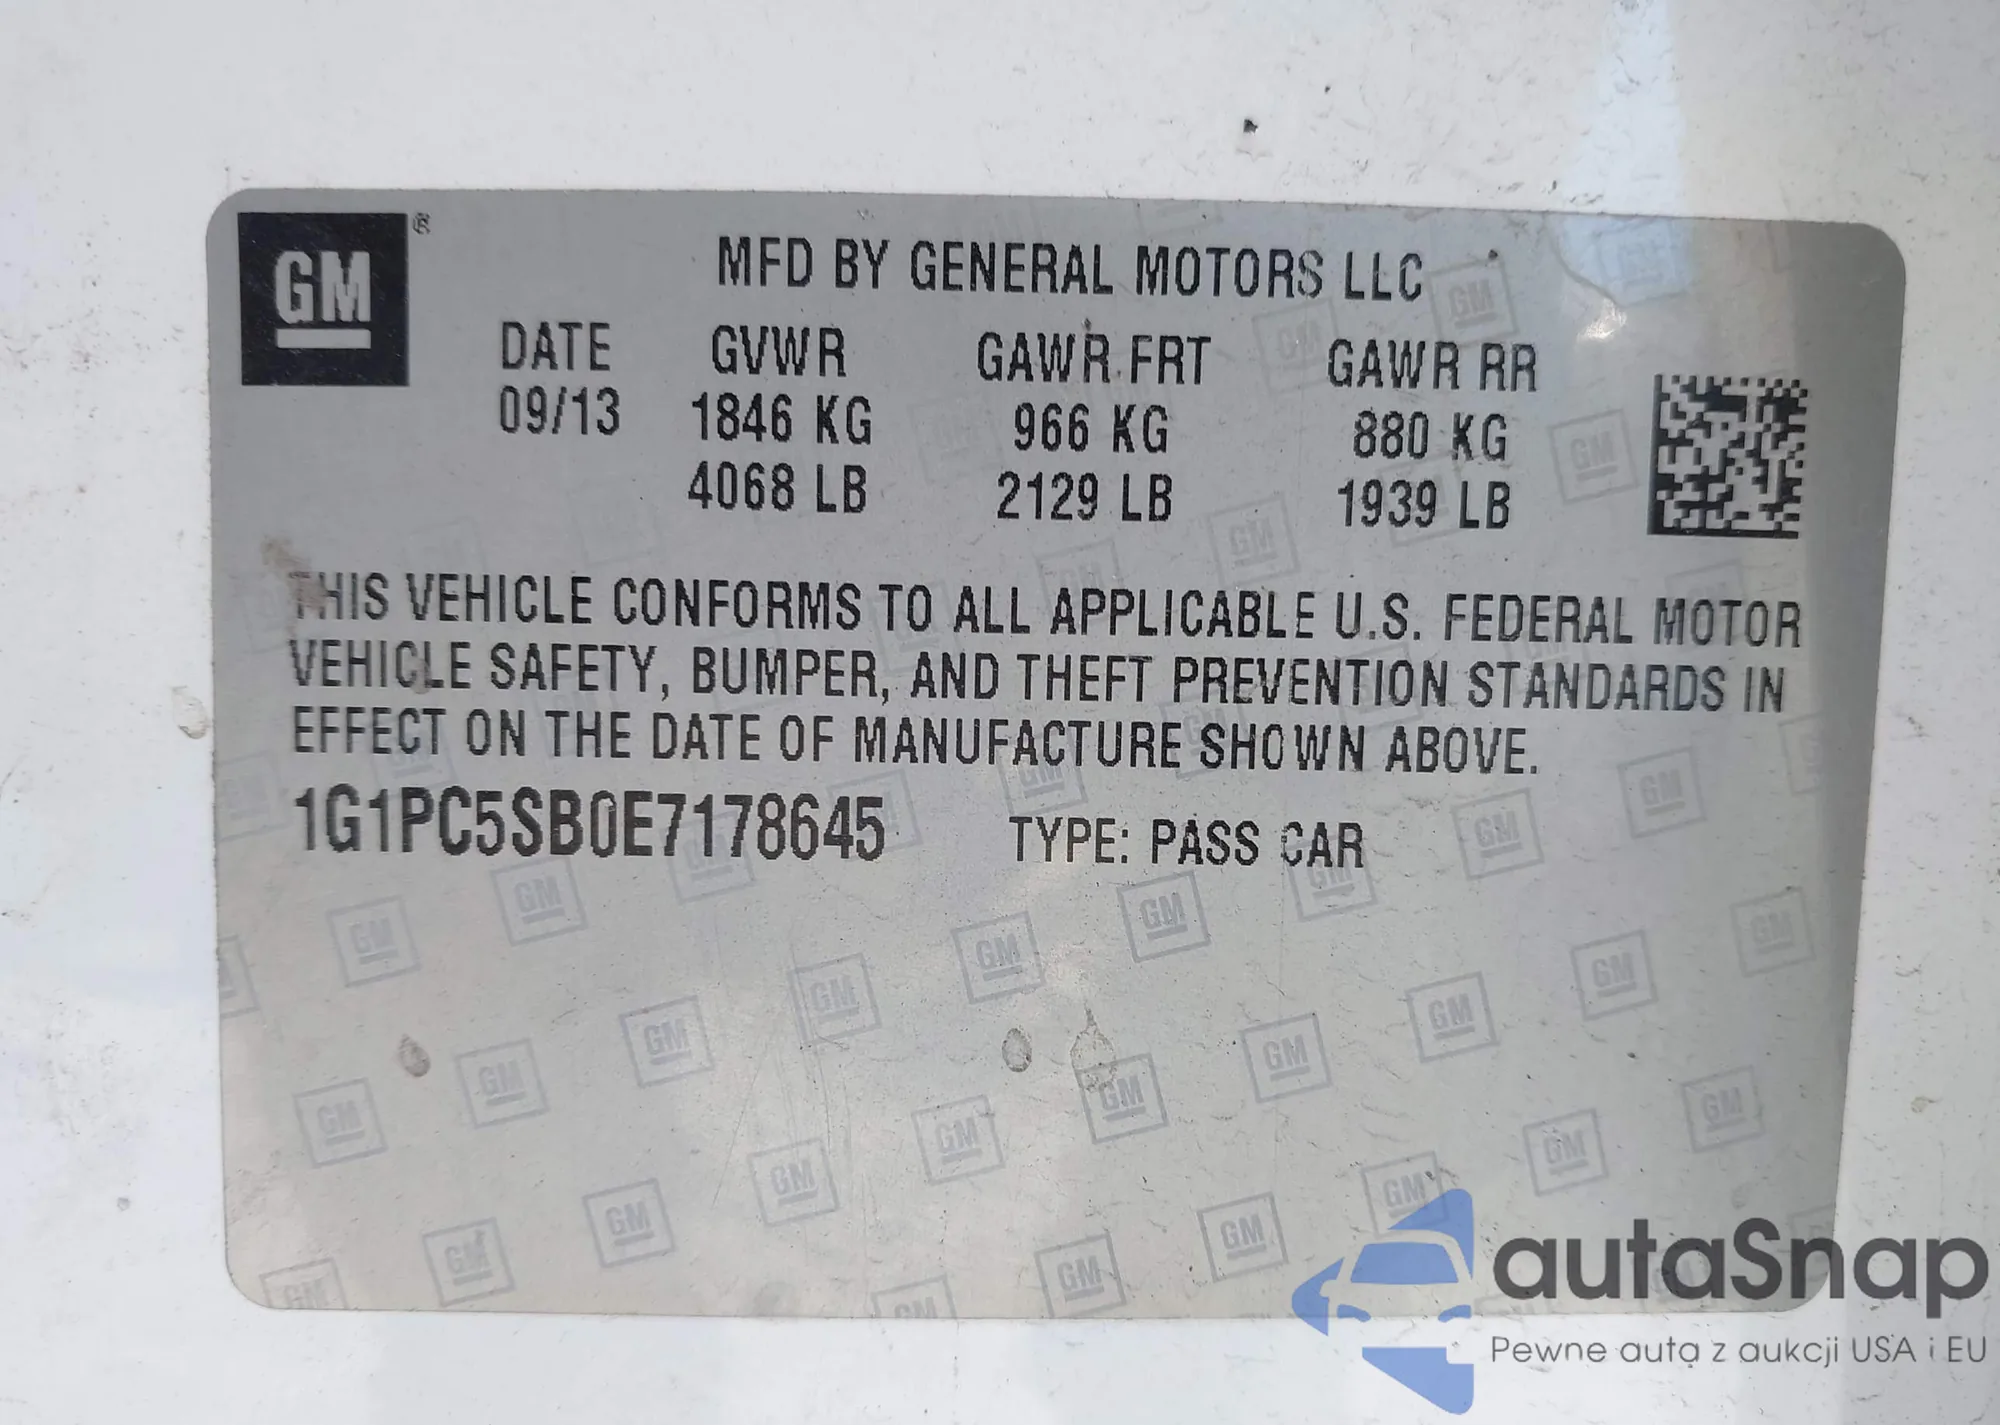 GM®
MFD BY GENERAL MOTORS LLC
DATE GVWR GAWR FRT GAWR RR
09/13 1846 KG 966 KG 880 KG
4068 LB 2129 LB 1939 LB
THIS VEHICLE CONFORMS TO ALL APPLICABLE U.S. FEDERAL MOTOR
VEHICLE SAFETY, BUMPER, AND THEFT PREVENTION STANDARDS IN
EFFECT ON THE DATE OF MANUFACTURE SHOWN ABOVE.
1G1PC5SB0E7178645 TYPE: PASS CAR
autaSnap
Pewne auta z aukcji USA i EU